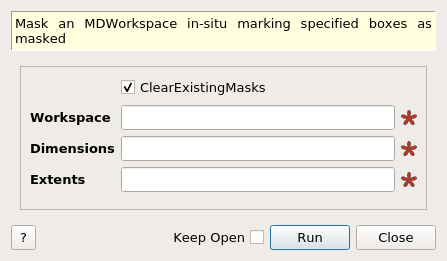 Mask an MDWorkspace in-situ marking specified boxes as
masked
ClearExistingMasks
Workspace
Dimensions
Extents
? Keep Open Run Close